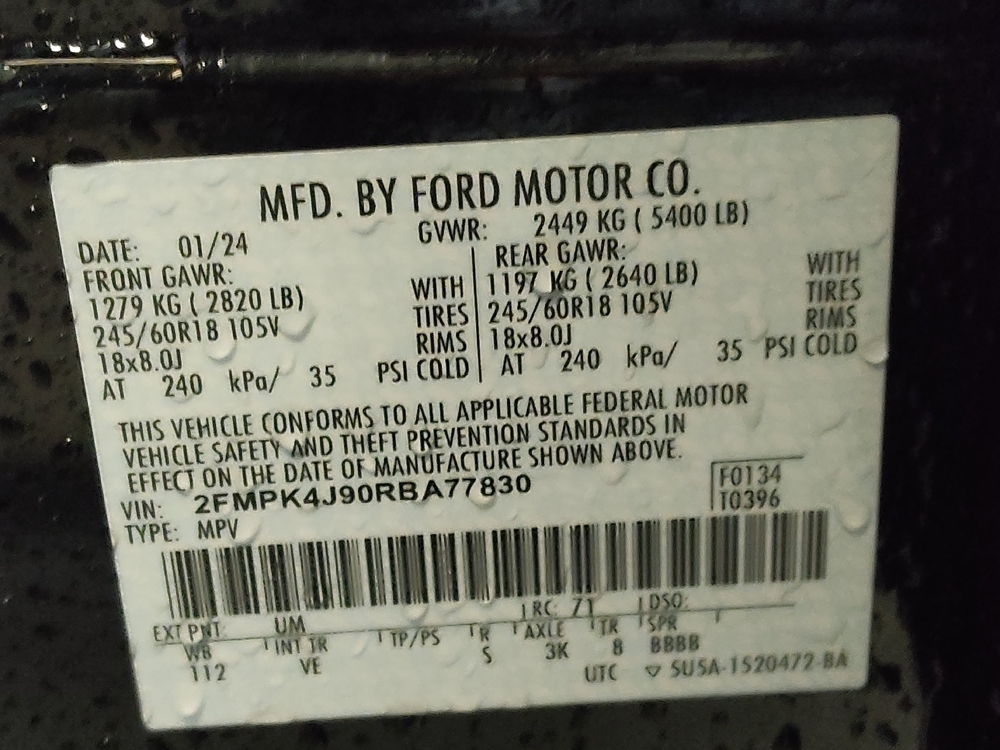 MFD. BY FORD MOTOR CO.
DATE: 01/24 GVWR: 2449 KG ( 5400 LB)
FRONT GAWR: REAR GAWR:
1279 KG ( 2820 LB) WITH 1197 KG ( 2640 LB) WITH
245/60R18 105V TIRES 245/60R18 105V TIRES
18x8.0J RIMS 18x8.0J RIMS
AT 240 kPa/ 35 PSI COLD AT 240 kPa/ 35 PSI COLD
THIS VEHICLE CONFORMS TO ALL APPLICABLE FEDERAL MOTOR
VEHICLE SAFETY AND THEFT PREVENTION STANDARDS IN
EFFECT ON THE DATE OF MANUFACTURE SHOWN ABOVE.
VIN: 2FMPK4J90RBA77830 F0134
TYPE: MPV T0396
EXT PNT: UM RC: 71 DSO:
WB INT TR TP/PS R AXLE TR SPR
112 VE S 3K 8 BBBB
UTC ▽ SU5A-1520472-BA